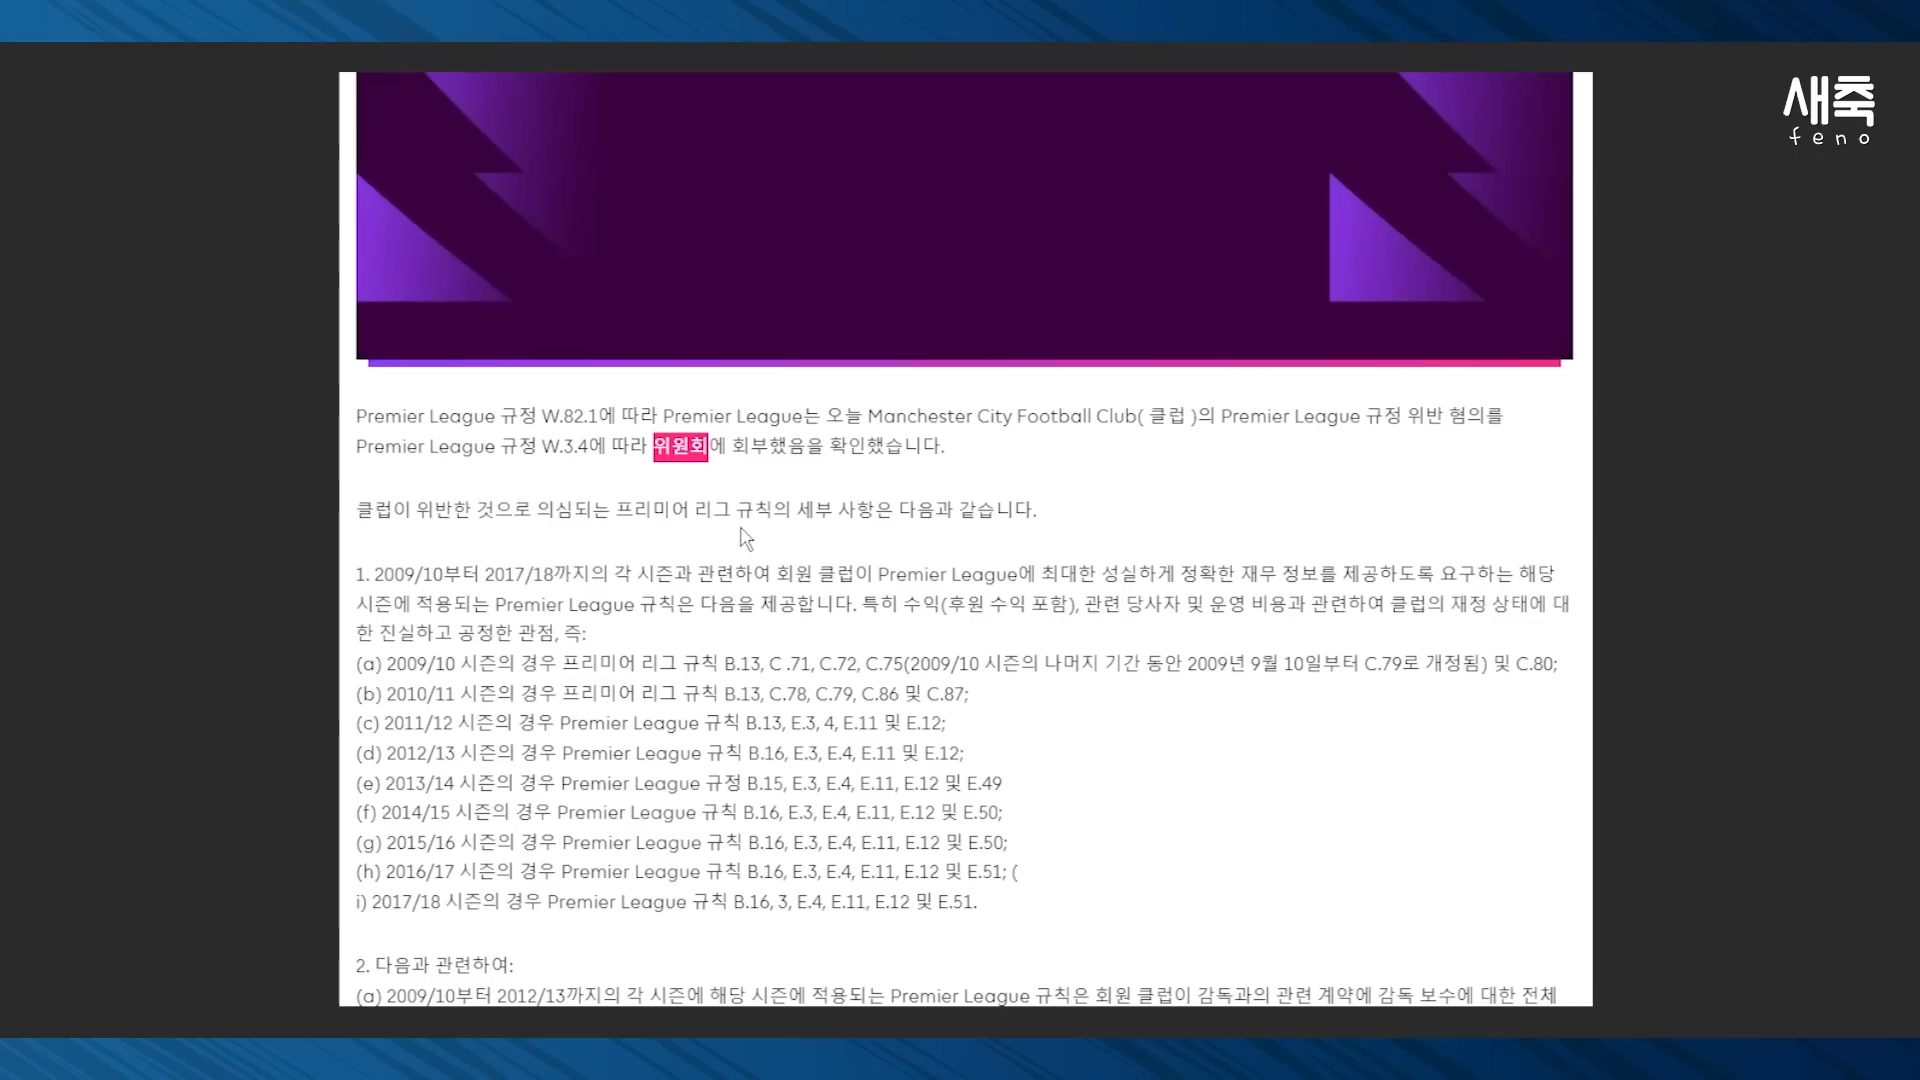 새축
feno
Premier League 규정 W.82.1에 따라 Premier League는 오늘 Manchester City Football Club( 클럽 )의 Premier League 규정 위반 혐의를
Premier League 규정 W.3.4에 따라 위원회에 회부했음을 확인했습니다.
클럽이 위반한 것으로 의심되는 프리미어 리그 규칙의 세부 사항은 다음과 같습니다.
1. 2009/10부터 2017/18까지의 각 시즌과 관련하여 회원 클럽이 Premier League에 최대한 성실하게 정확한 재무 정보를 제공하도록 요구하는 해당
시즌에 적용되는 Premier League 규칙은 다음을 제공합니다. 특히 수익(후원 수익 포함), 관련 당사자 및 운영 비용과 관련하여 클럽의 재정 상태에 대
한 진실하고 공정한 관점, 즉:
(a) 2009/10 시즌의 경우 프리미어 리그 규칙 B.13, C .71, C.72, C.75(2009/10 시즌의 나머지 기간 동안 2009년 9월 10일부터 C.79로 개정됨) 및 C.80;
(b) 2010/11 시즌의 경우 프리미어 리그 규칙 B.13, C.78, C.79, C.86 및 C.87;
(c) 2011/12 시즌의 경우 Premier League 규칙 B.13, E.3, 4, E.11 및 E.12;
(d) 2012/13 시즌의 경우 Premier League 규칙 B.16, E.3, E.4, E.11 및 E.12;
(e) 2013/14 시즌의 경우 Premier League 규정 B.15, E.3, E.4, E.11, E.12 및 E.49
(f) 2014/15 시즌의 경우 Premier League 규칙 B.16, E.3, E.4, E.11, E.12 및 E.50;
(g) 2015/16 시즌의 경우 Premier League 규칙 B.16, E.3, E.4, E.11, E.12 및 E.50;
(h) 2016/17 시즌의 경우 Premier League 규칙 B.16, E.3, E.4, E.11, E.12 및 E.51; (
i) 2017/18 시즌의 경우 Premier League 규칙 B.16, 3, E.4, E.11, E.12 및 E.51.
2. 다음과 관련하여:
(a) 2009/10부터 2012/13까지의 각 시즌에 해당 시즌에 적용되는 Premier League 규칙은 회원 클럽이 감독과의 관련 계약에 감독 보수에 대한 전체